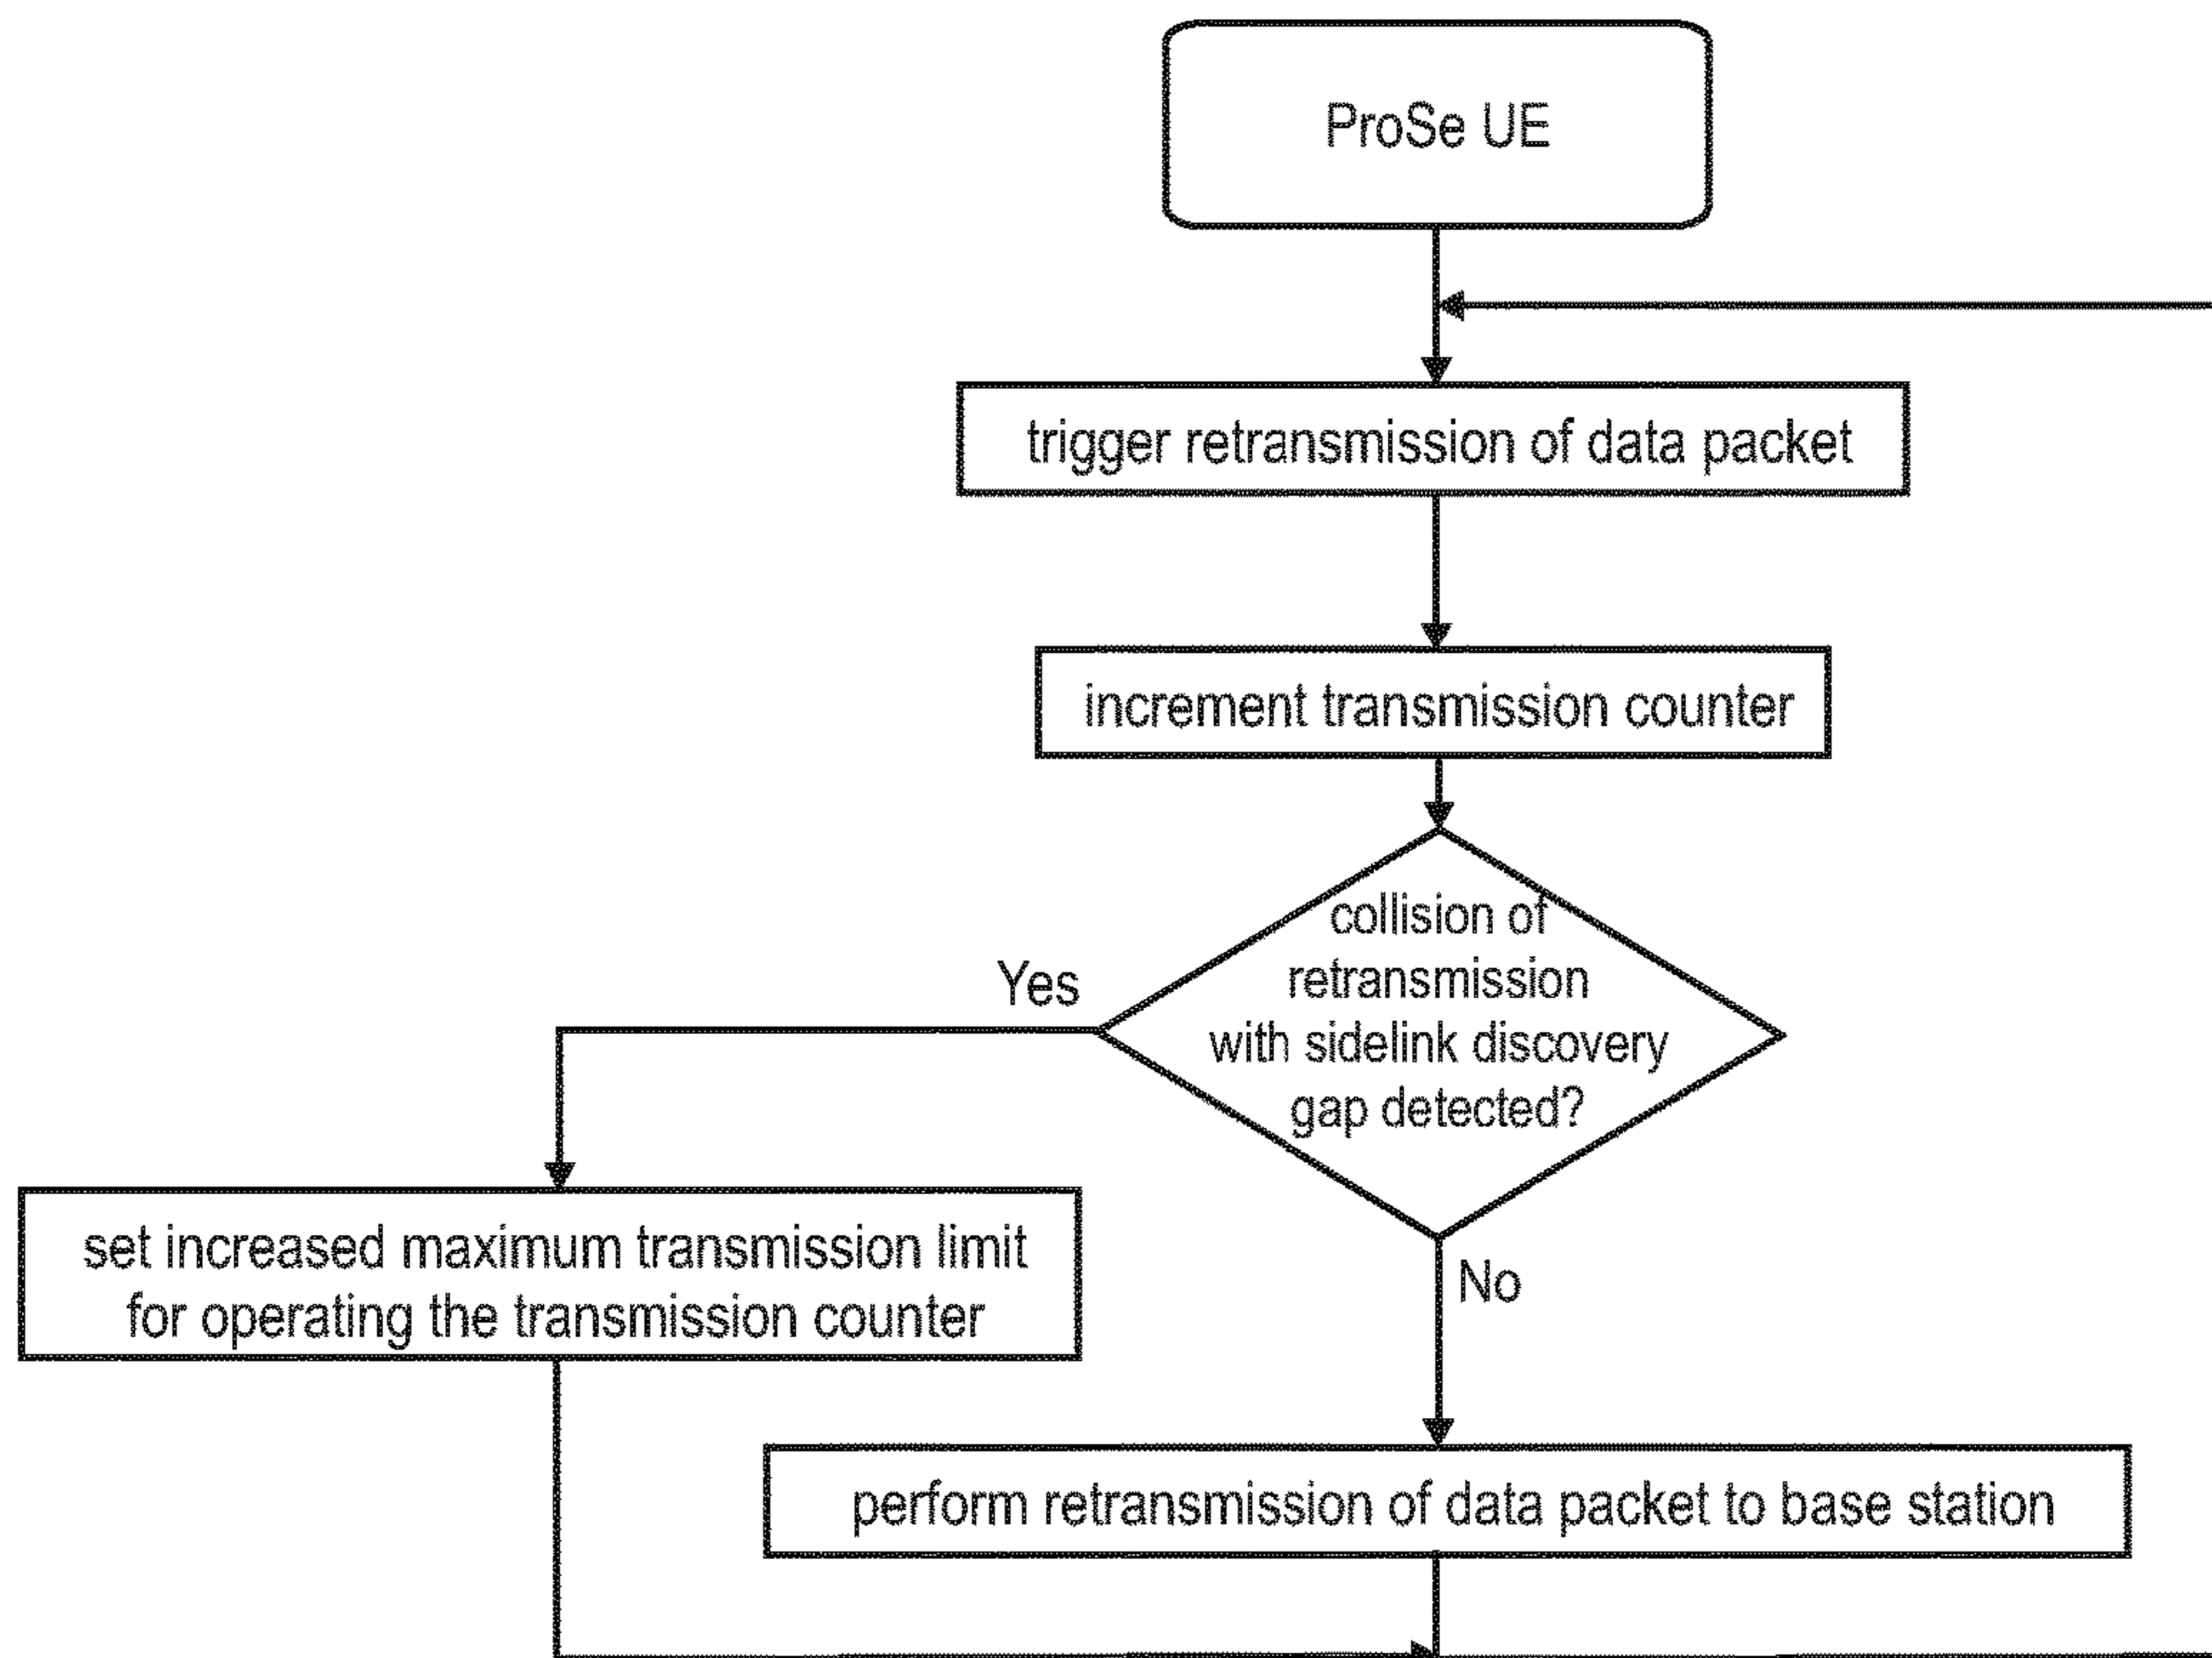 ProSe UE
trigger retransmission of data packet
increment transmission counter
collision of
retransmission
with sidelink discovery
gap detected?
Yes
No
set increased maximum transmission limit
for operating the transmission counter
perform retransmission of data packet to base station